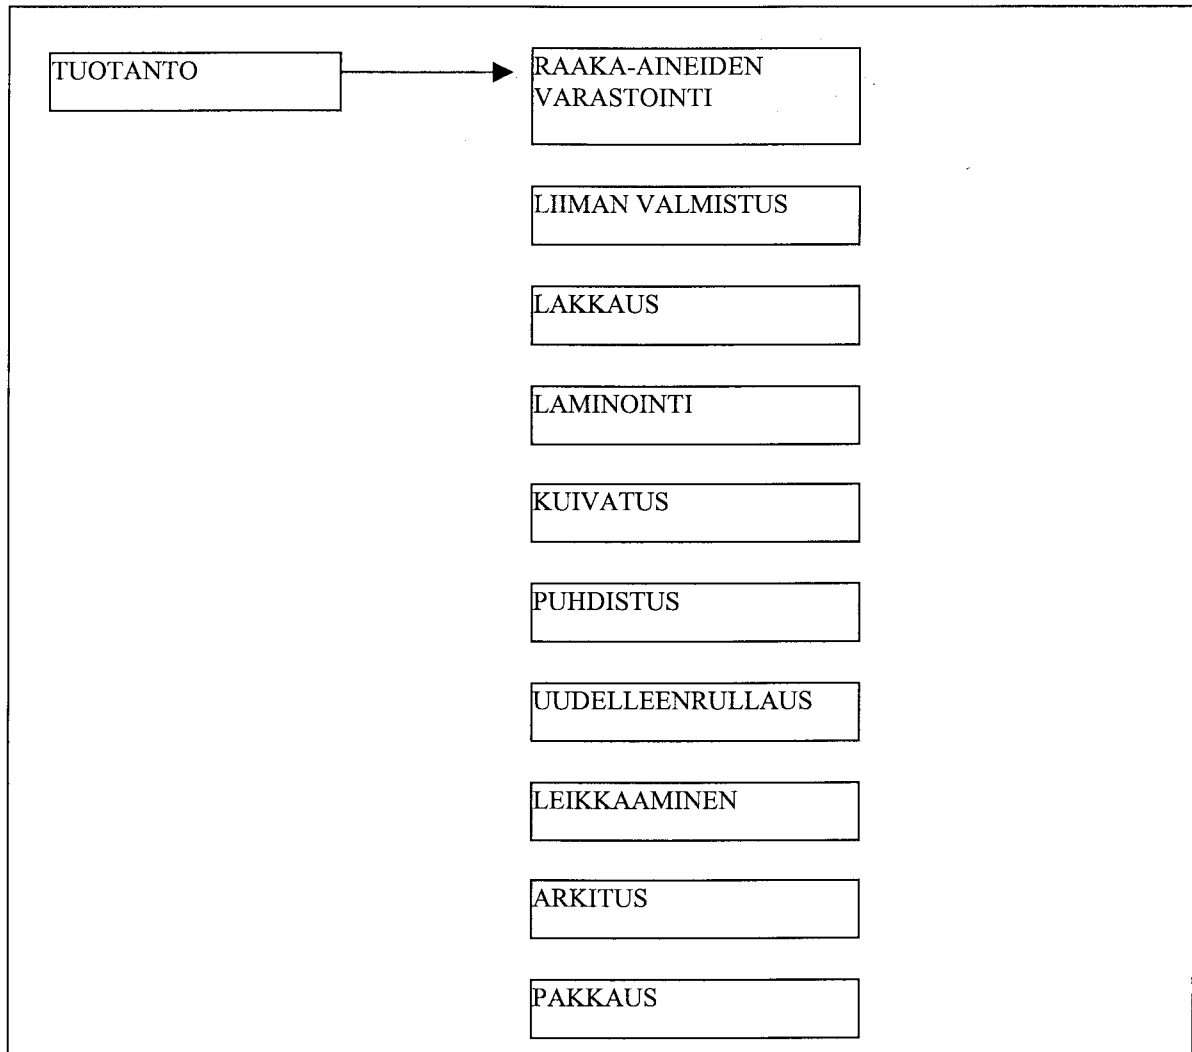 TUOTANTO
RAAKA-AINEIDEN
VARASTOINTI
LIIMAN VALMISTUS
LAKKAUS
LAMINOINTI
KUIVATUS
PUHDISTUS
UUDELLEENRULLAUS
LEIKKAAMINEN
ARKITUS
PAKKAUS